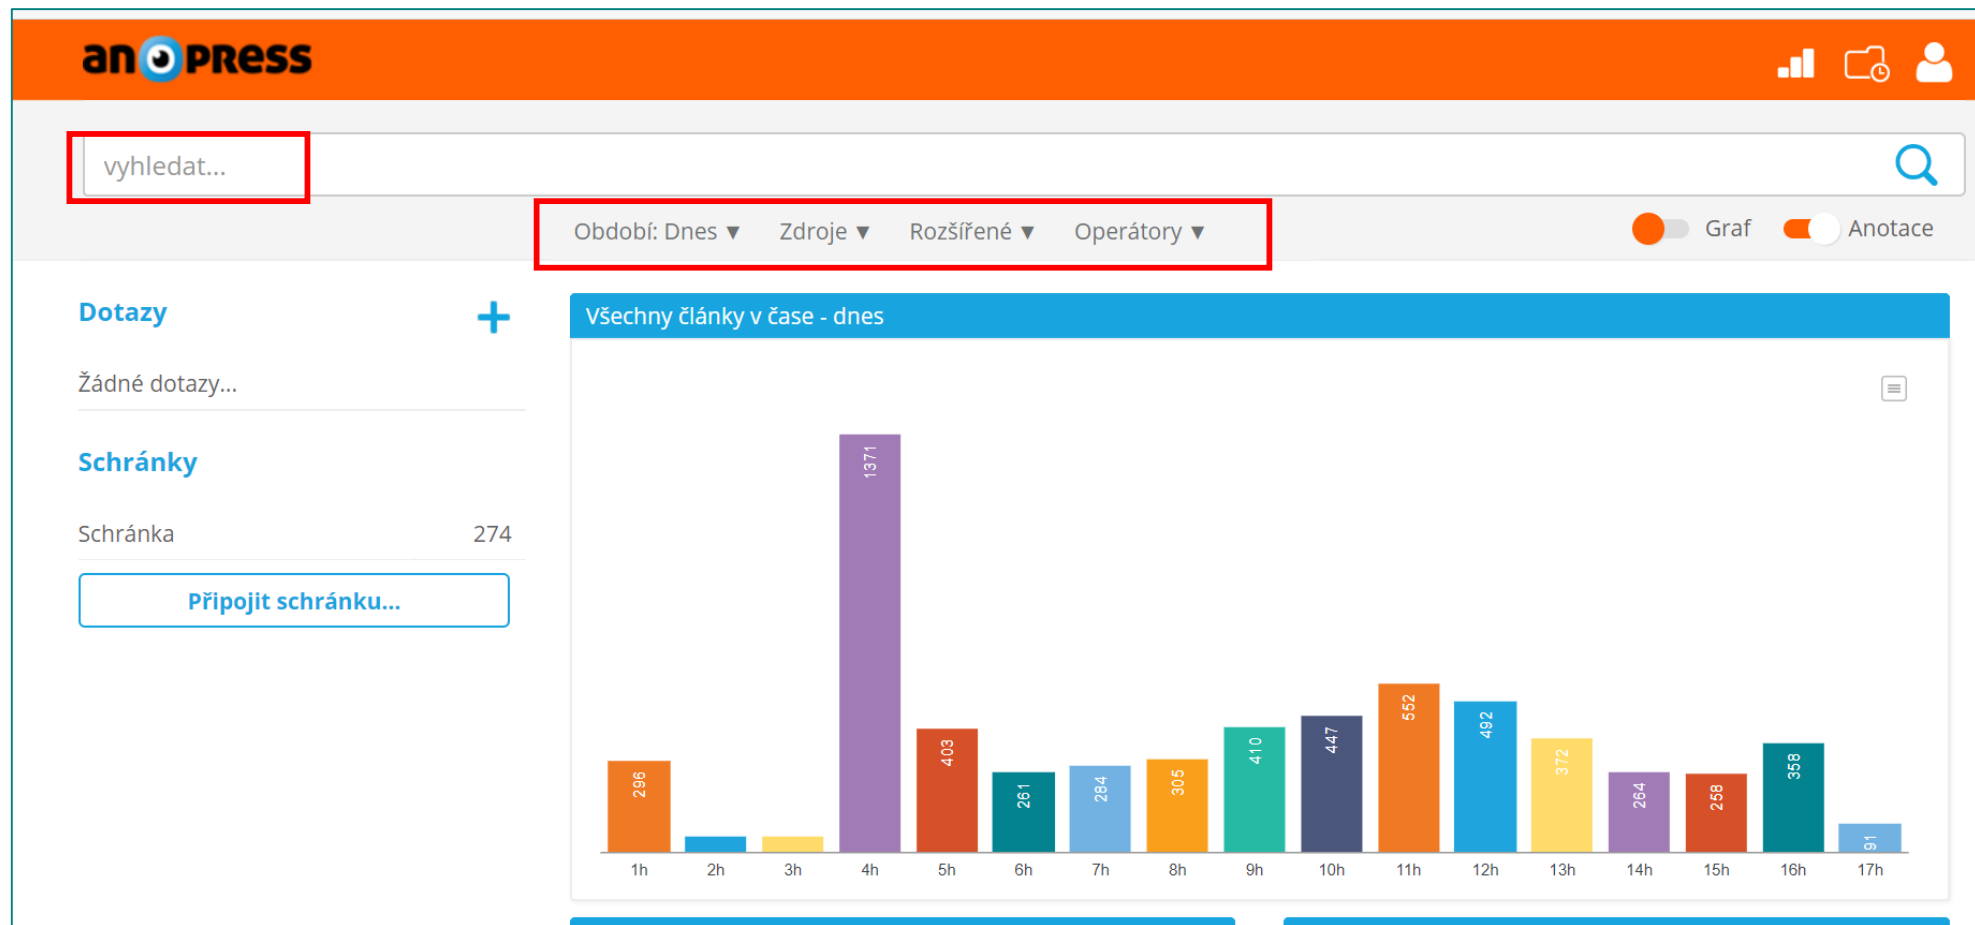 anopress
vyhledat...
Období: Dnes ▼ Zdroje ▼ Rozšířené ▼ Operátory ▼ Graf Anotace
Dotazy
Žádné dotazy...
Schránky
Schránka 274
Připojit schránku...
Všechny články v čase - dnes
296 1371 403 261 284 305 410 447 552 492 372 264 258 358 91
1h 2h 3h 4h 5h 6h 7h 8h 9h 10h 11h 12h 13h 14h 15h 16h 17h